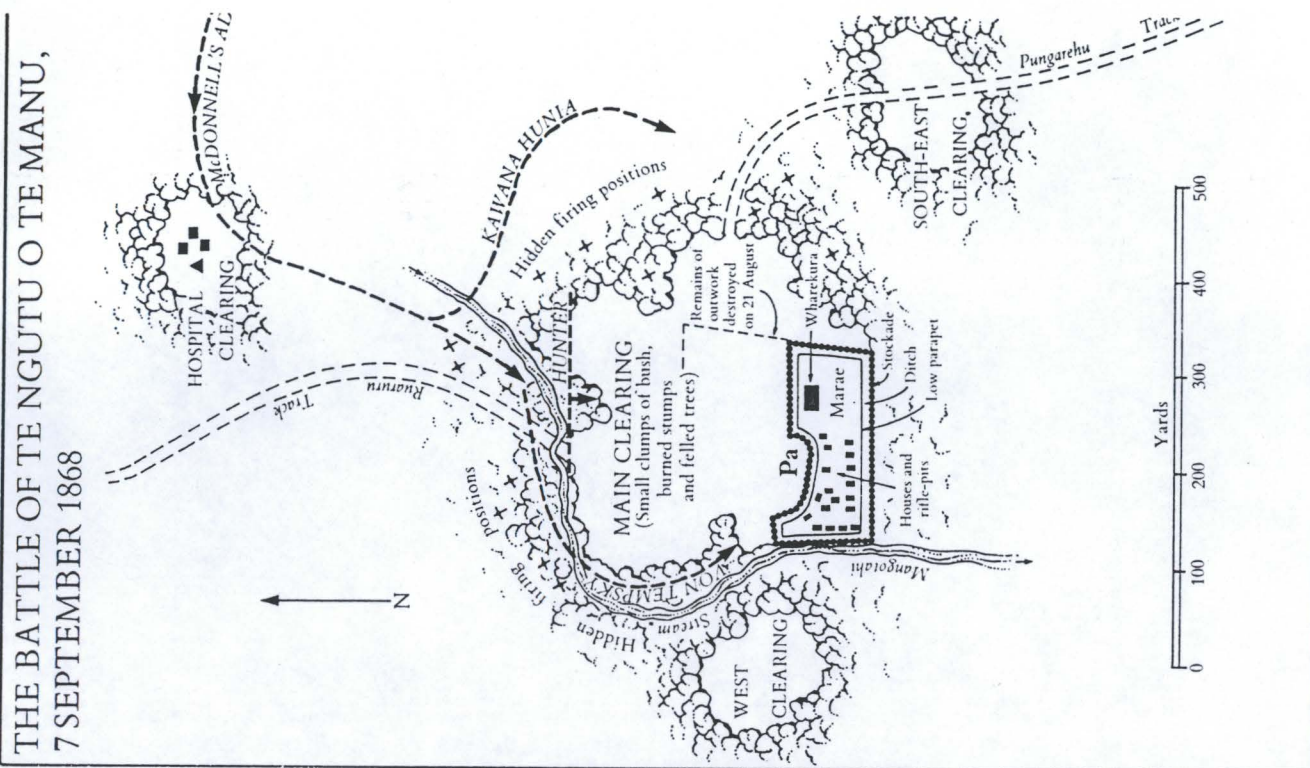 THE BATTLE OF TE NGUTU O TE MANU,
7 SEPTEMBER 1868
McDONNELL'S AD
HOSPITAL
CLEARING
Track
Ruaruru
KAIVANA HUNIA
Hidden firing positions
HUNTER
Hidden firing positions
MAIN CLEARING
(Small clumps of bush,
burned stumps
and felled trees)
Remains of
outwork
destroyed
on 21 August
Wharekura
Pa
Marae
Stockade
Ditch
Low parapet
Houses and
rifle-pits
VON TEMPSKY
Stream
Mangotahi
WEST
CLEARING
SOUTH-EAST
CLEARING
Pungarehu
Track
N
Yards
0 100 200 300 400 500